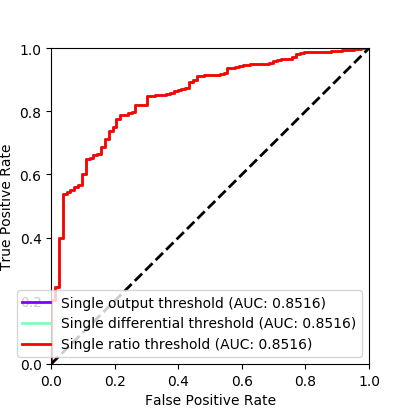 1.0
0.8
0.6
0.4
0.2
0.0
True Positive Rate
Single output threshold (AUC: 0.8516)
Single differential threshold (AUC: 0.8516)
Single ratio threshold (AUC: 0.8516)
0.0 0.2 0.4 0.6 0.8 1.0
False Positive Rate